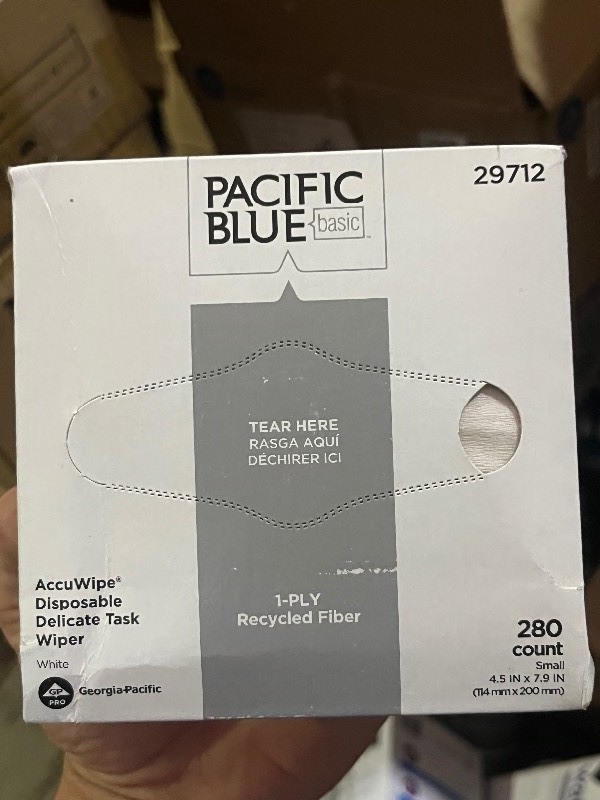 PACIFIC
BLUE basic™
29712
TEAR HERE
RASGA AQUÍ
DÉCHIRER ICI
1-PLY
Recycled Fiber
AccuWipe®
Disposable
Delicate Task
Wiper
White
GP
PRO
Georgia-Pacific
280
count
Small
4.5 IN x 7.9 IN
(114 mm x 200 mm)